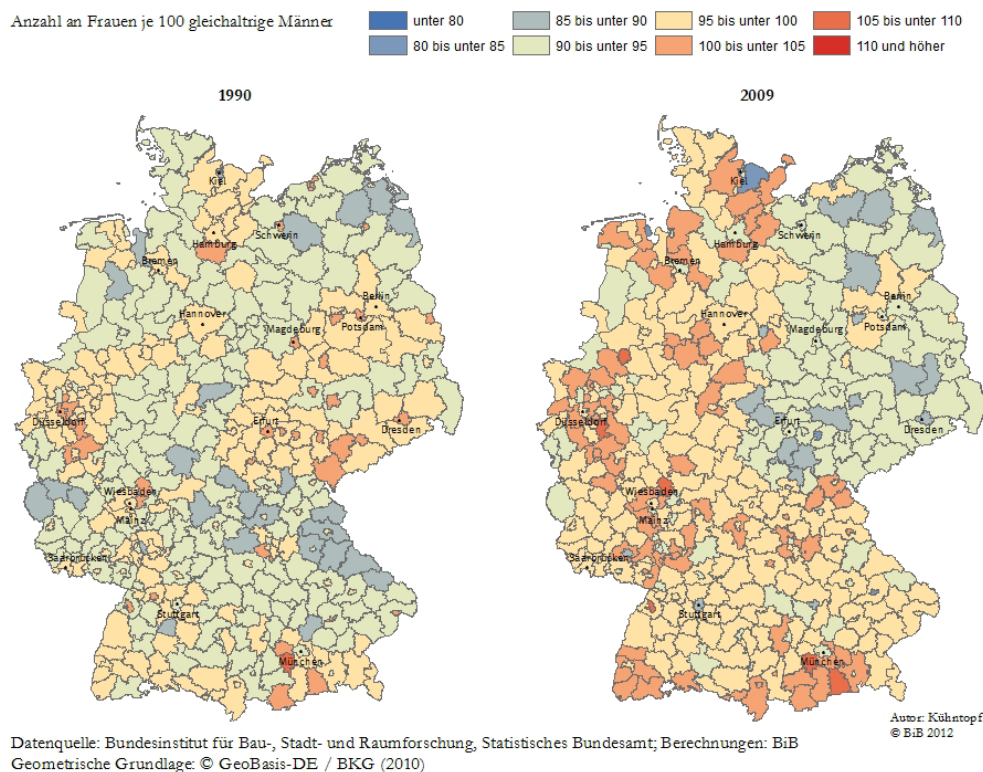 Anzahl an Frauen je 100 gleichaltrige Männer
unter 80
85 bis unter 90
95 bis unter 100
105 bis unter 110
80 bis unter 85
90 bis unter 95
100 bis unter 105
110 und höher
1990
2009
Kiel
Schwerin
Hamburg
Bremen
Berlin
Hannover
Potsdam
Magdeburg
Düsseldorf
Erfurt
Dresden
Wiesbaden
Mainz
Saarbrücken
Stuttgart
München
Kiel
Schwerin
Hamburg
Bremen
Berlin
Hannover
Potsdam
Magdeburg
Düsseldorf
Erfurt
Dresden
Wiesbaden
Mainz
Saarbrücken
Stuttgart
München
Autor: Kühntopf
© BiB 2012
Datenquelle: Bundesinstitut für Bau-, Stadt- und Raumforschung, Statistisches Bundesamt; Berechnungen: BiB
Geometrische Grundlage: © GeoBasis-DE / BKG (2010)